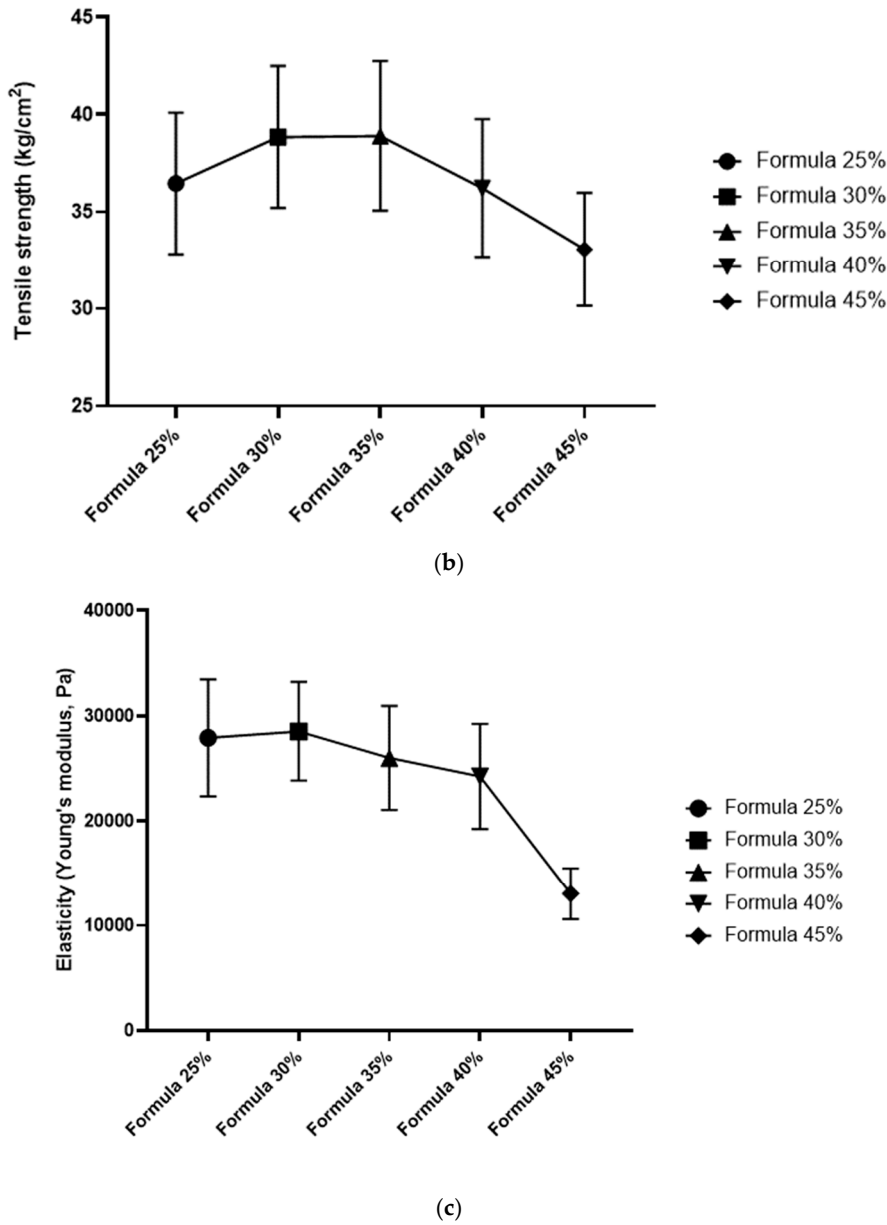 45
40
35
30
25
Tensile strength (kg/cm²)
Formula 25%
Formula 30%
Formula 35%
Formula 40%
Formula 45%
Formula 25%
Formula 30%
Formula 35%
Formula 40%
Formula 45%
(b)
40000
30000
20000
10000
0
Elasticity (Young's modulus, Pa)
Formula 25%
Formula 30%
Formula 35%
Formula 40%
Formula 45%
Formula 25%
Formula 30%
Formula 35%
Formula 40%
Formula 45%
(c)